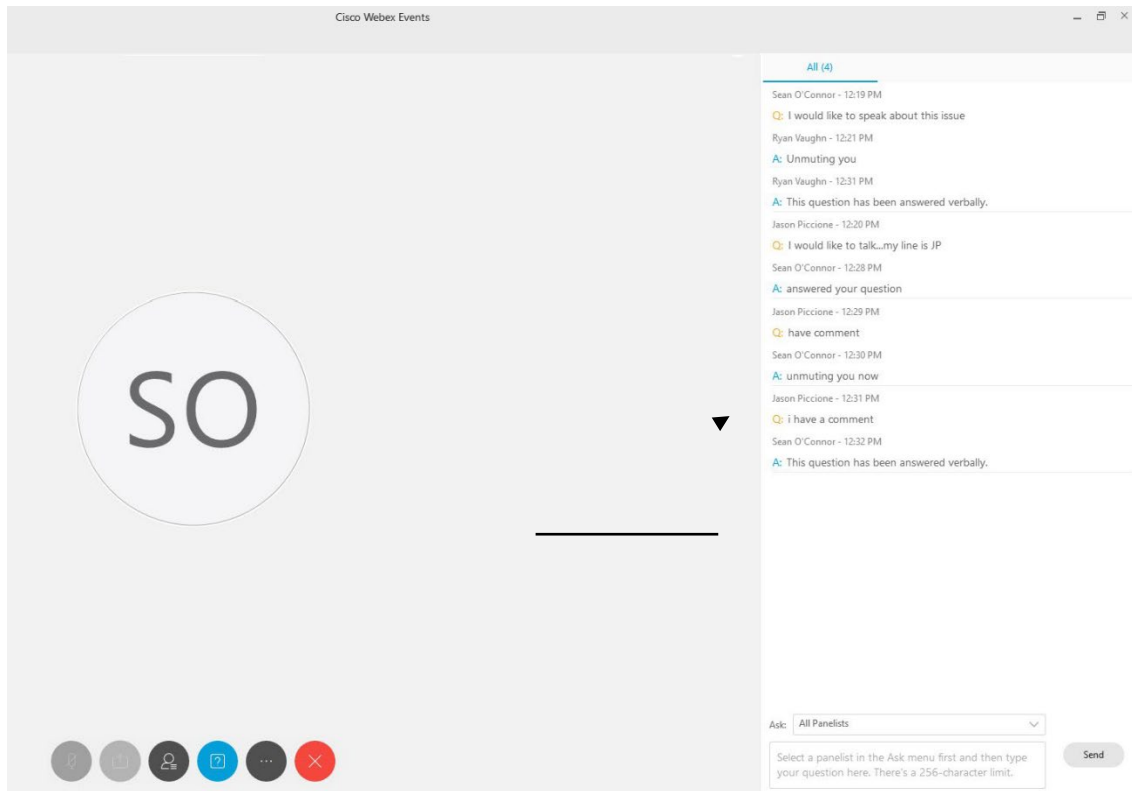 Cisco Webex Events
All (4)
Sean O'Connor - 12:19 PM
Q: I would like to speak about this issue
Ryan Vaughn - 12:21 PM
A: Unmuting you
Ryan Vaughn - 12:31 PM
A: This question has been answered verbally.
Jason Piccione - 12:20 PM
Q: I would like to talk...my line is JP
Sean O'Connor - 12:28 PM
A: answered your question
Jason Piccione - 12:29 PM
Q: have comment
Sean O'Connor - 12:30 PM
A: unmuting you now
Jason Piccione - 12:31 PM
Q: i have a comment
Sean O'Connor - 12:32 PM
A: This question has been answered verbally.
SO
Ask: All Panelists
Select a panelist in the Ask menu first and then type
your question here. There's a 256-character limit.
Send